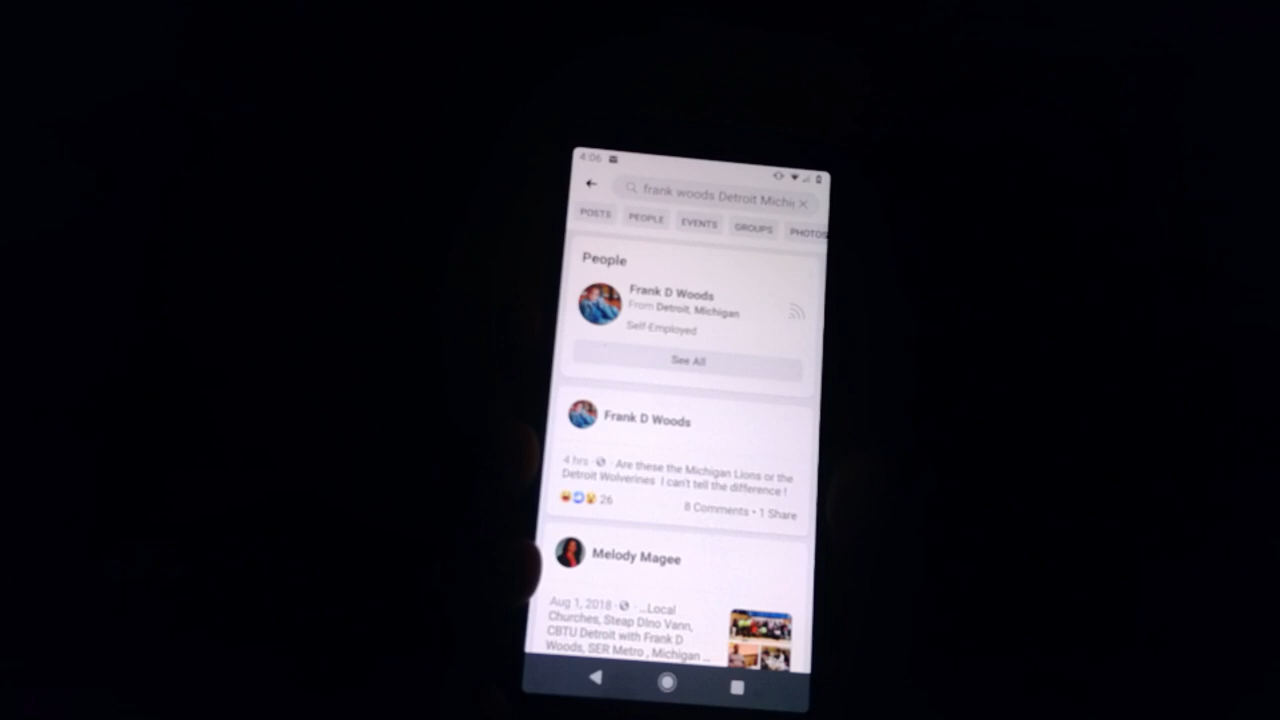 4:06
frank woods Detroit Michi
POSTS PEOPLE EVENTS GROUPS PHOTOS
People
Frank D Woods
From Detroit, Michigan
Self-Employed
See All
Frank D Woods
4 hrs · · Are these the Michigan Lions or the
Detroit Wolverines I can't tell the difference !
26 8 Comments • 1 Share
Melody Magee
Aug 1, 2018 · · ...Local
Churches, Steap DIno Vann,
CBTU Detroit with Frank D
Woods, SER Metro , Michigan ...